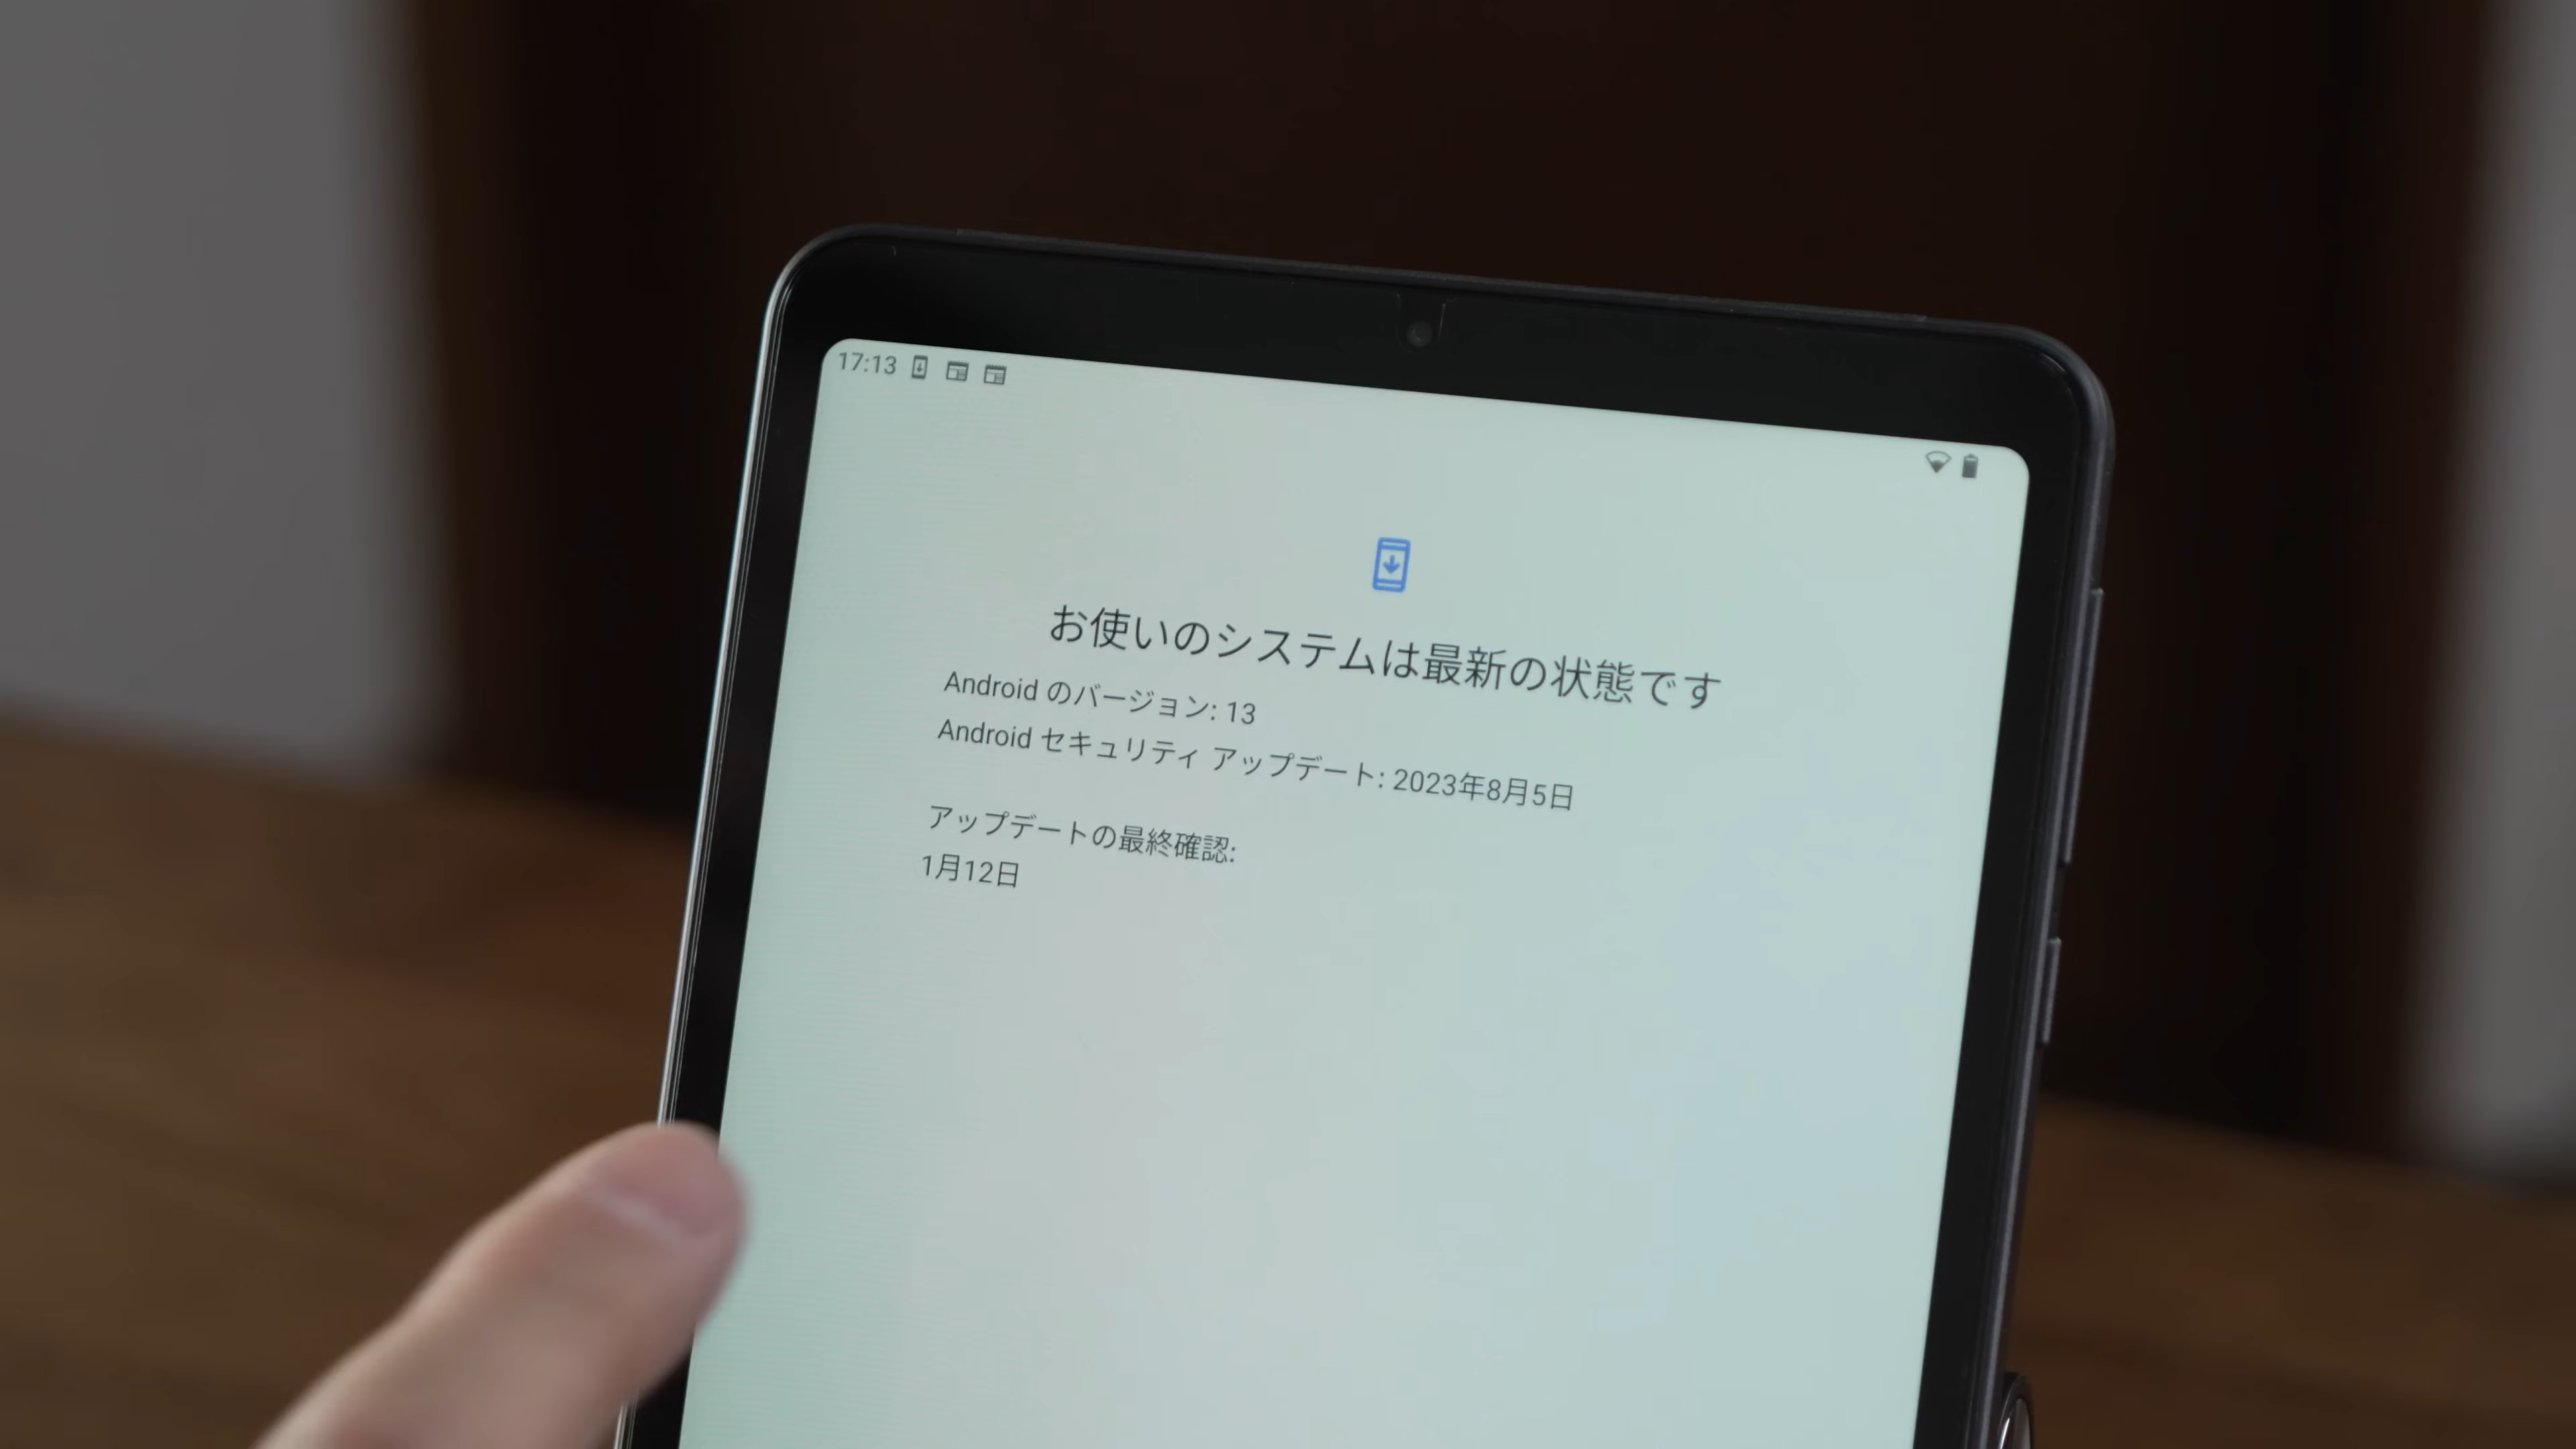 17:13
お使いのシステムは最新の状態です
Android のバージョン: 13
Android セキュリティ アップデート: 2023年8月5日
アップデートの最終確認:
1月12日